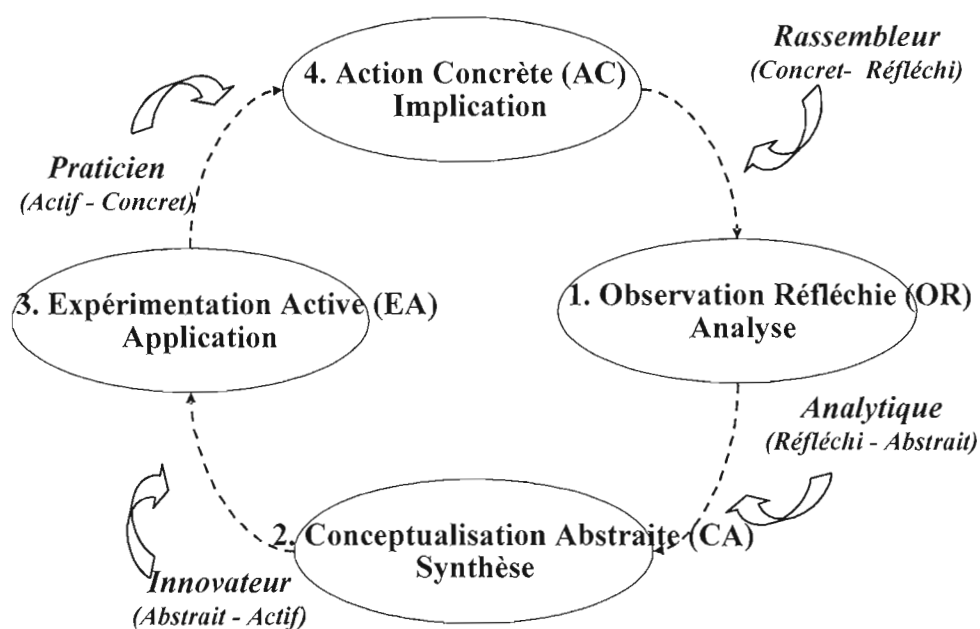 4. Action Concrète (AC)
Implication
Rassembleur
(Concret- Réfléchi)
Praticien
(Actif - Concret)
3. Expérimentation Active (EA)
Application
1. Observation Réfléchie (OR)
Analyse
Analytique
(Réfléchi - Abstrait)
2. Conceptualisation Abstraite (CA)
Synthèse
Innovateur
(Abstrait - Actif)